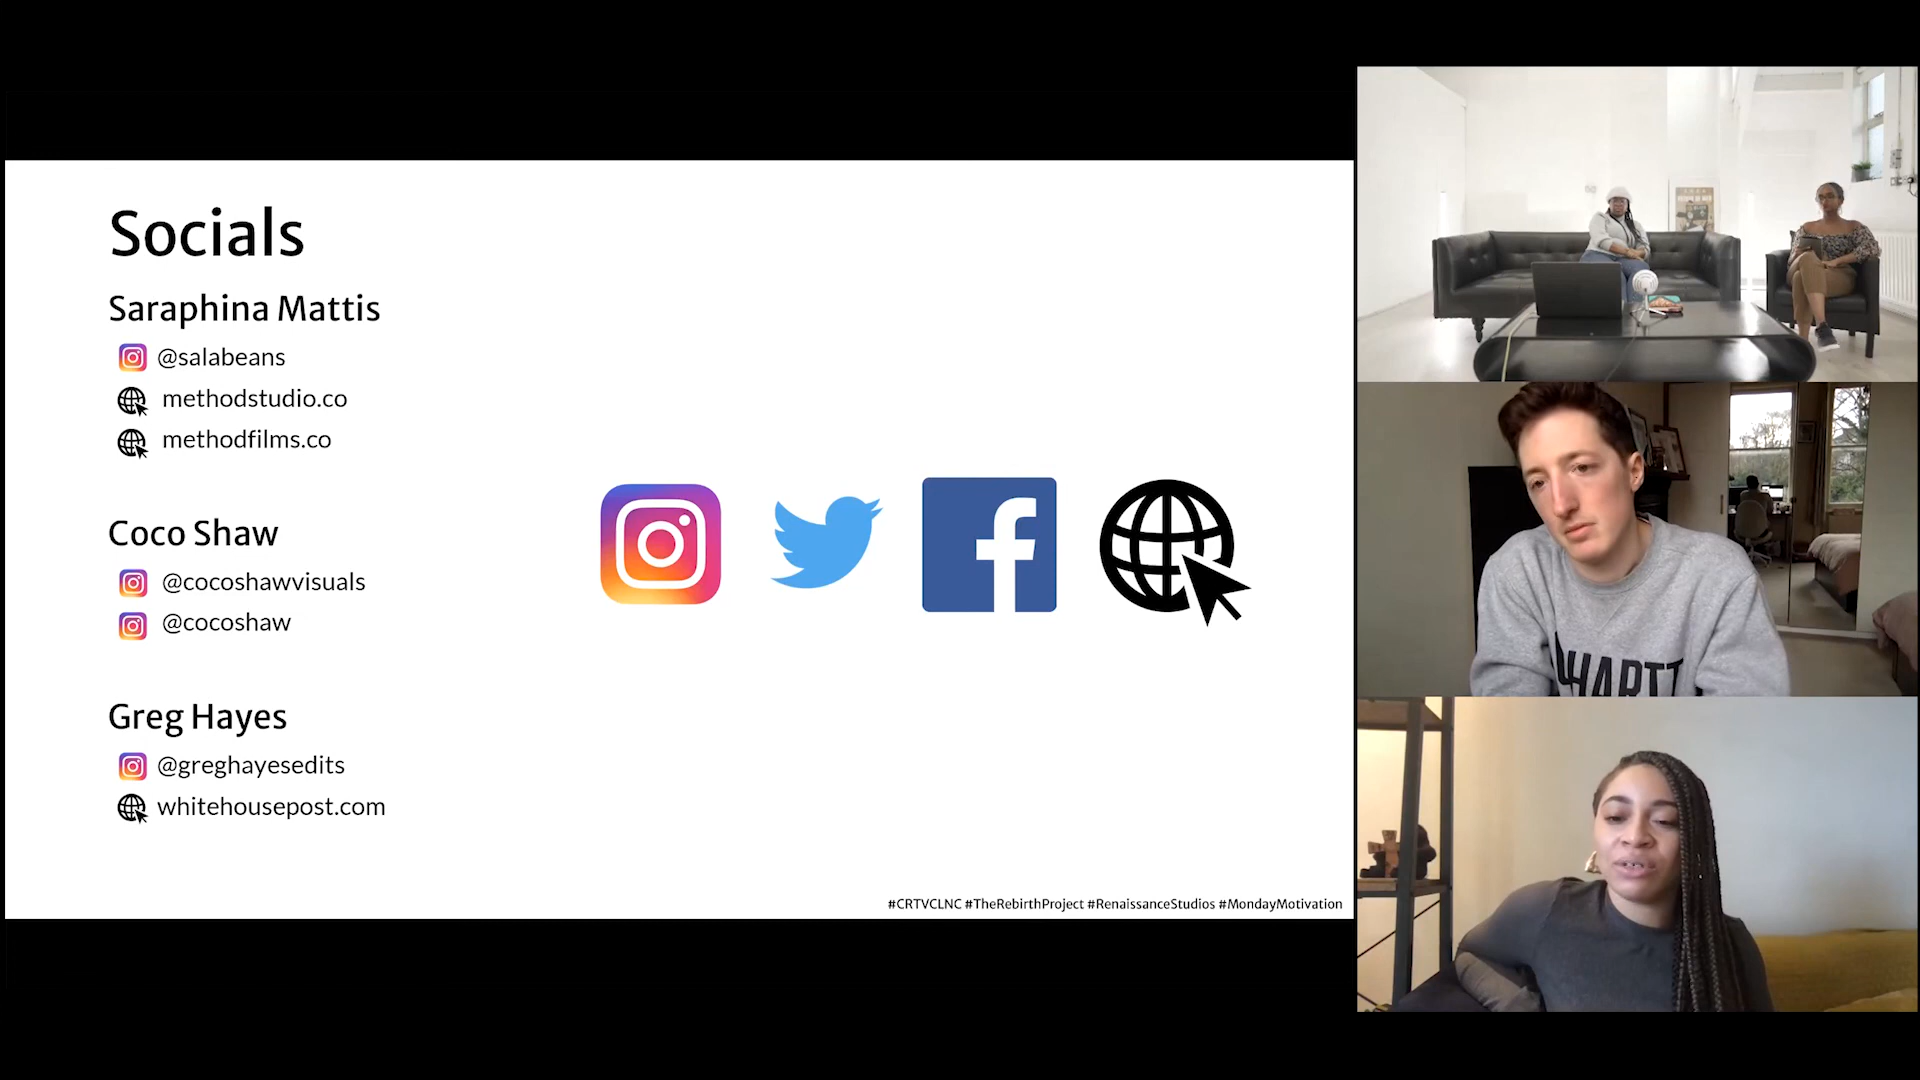 Socials
Saraphina Mattis
@salabeans
methodstudio.co
methodfilms.co
Coco Shaw
@cocoshawvisuals
@cocoshaw
Greg Hayes
@greghayesedits
whitehousepost.com
#CRTVCLNC #TheRebirthProject #RenaissanceStudios #MondayMotivation
HARTT